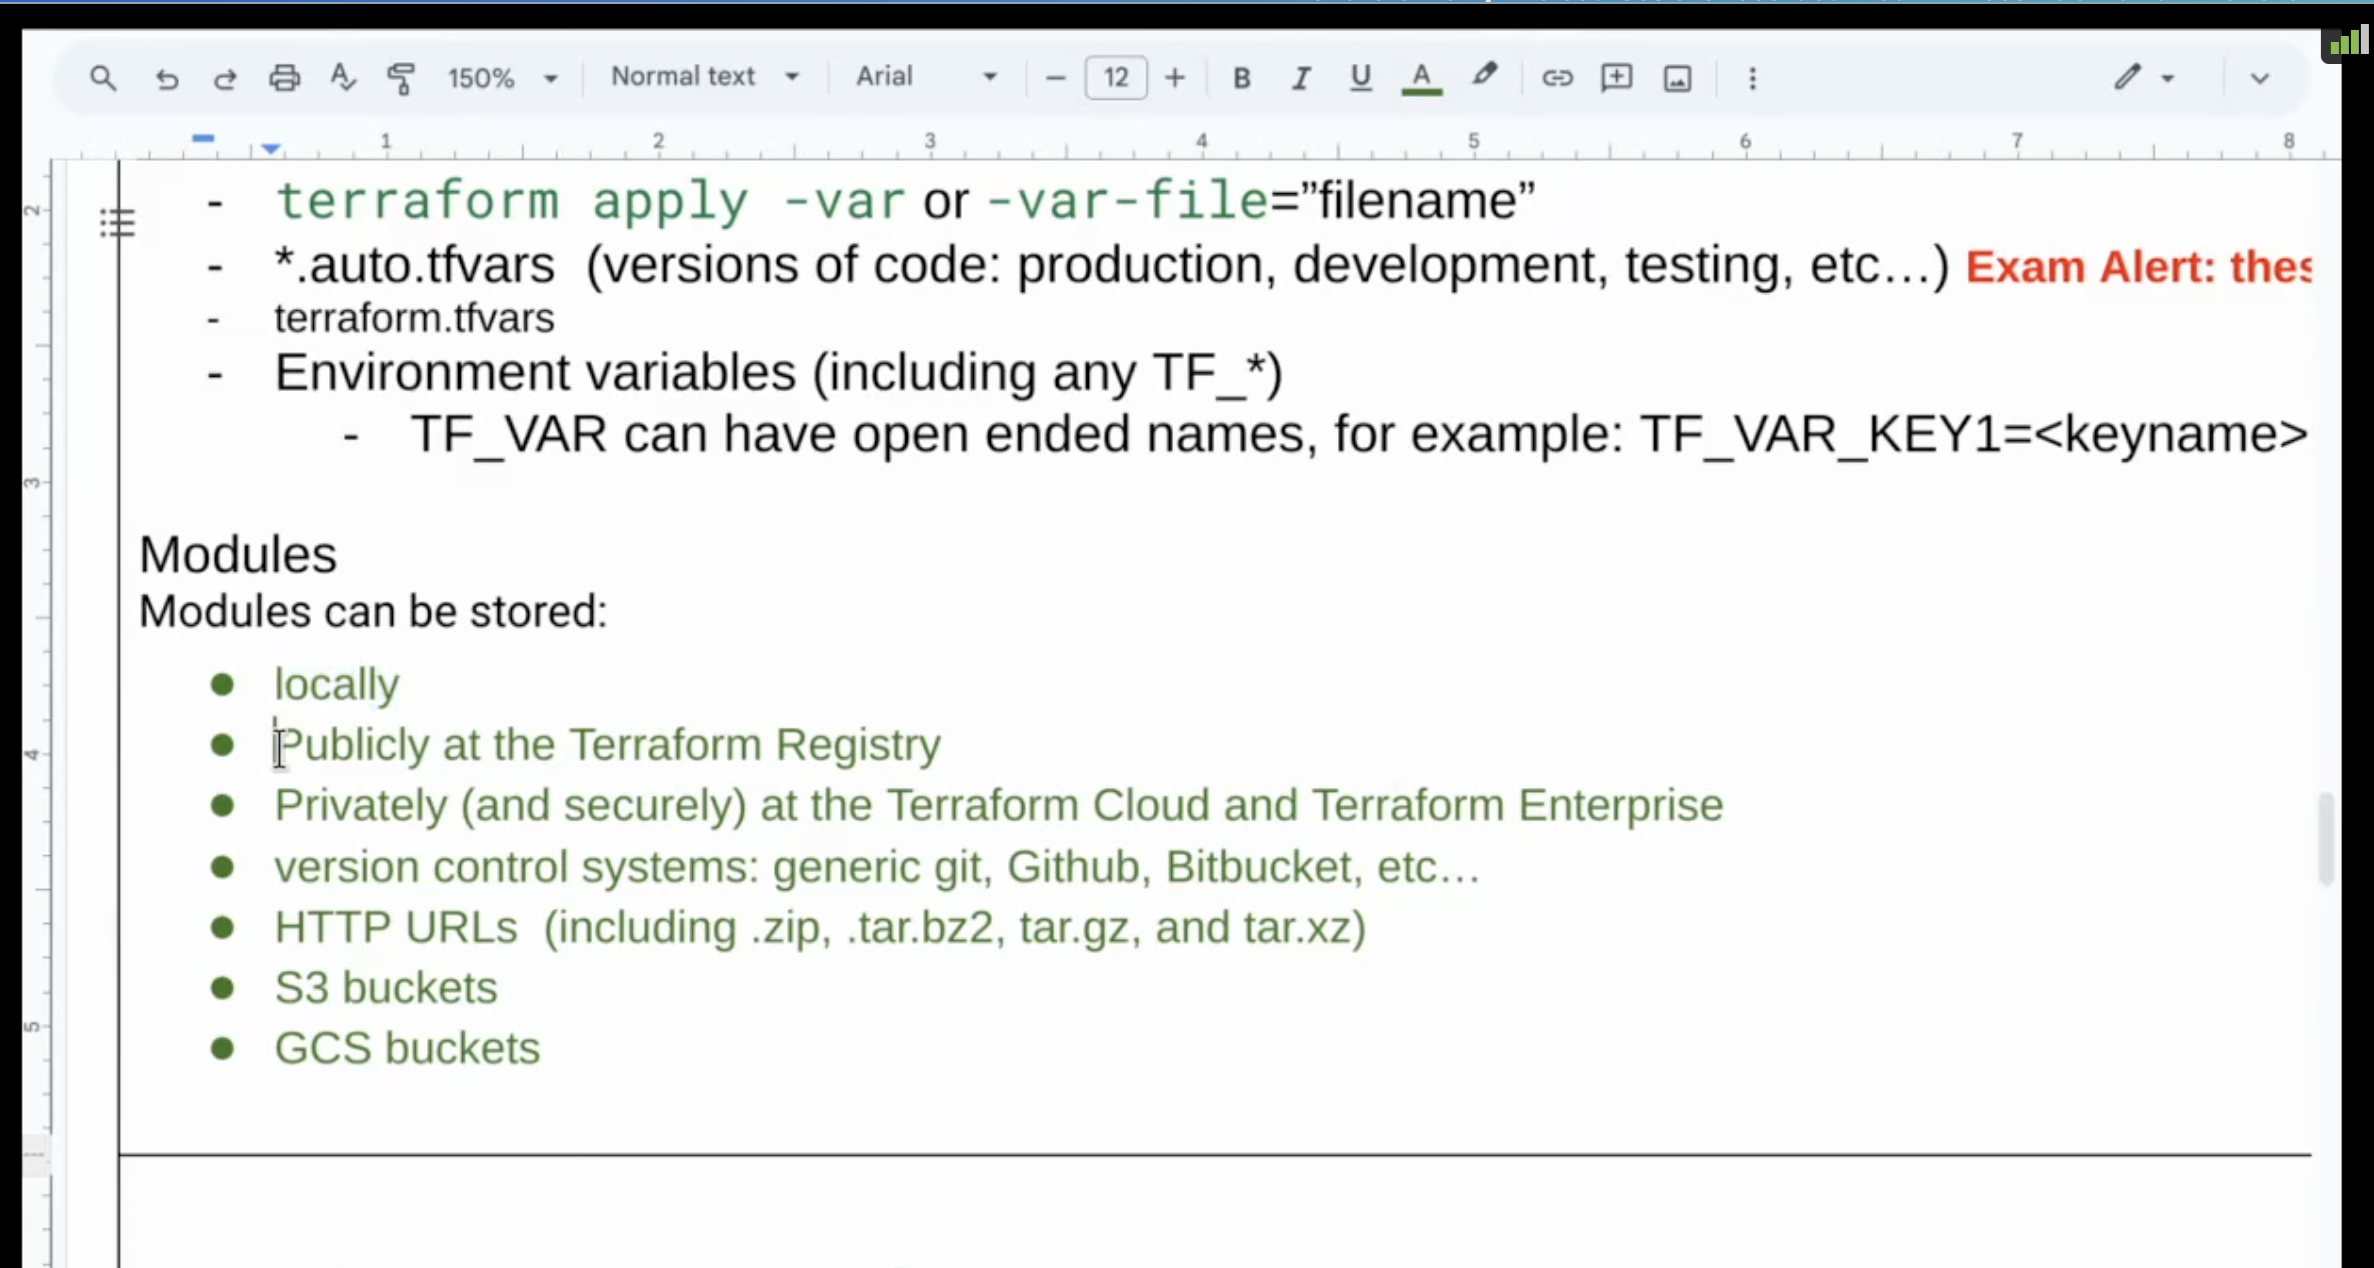 150% Normal text Arial 12 B I U A
1 2 3 4 5 6 7 8
- terraform apply -var or -var-file=”filename”
- *.auto.tfvars (versions of code: production, development, testing, etc…) Exam Alert: thes
- terraform.tfvars
- Environment variables (including any TF_*)
- TF_VAR can have open ended names, for example: TF_VAR_KEY1=<keyname>
Modules
Modules can be stored:
● locally
● Publicly at the Terraform Registry
● Privately (and securely) at the Terraform Cloud and Terraform Enterprise
● version control systems: generic git, Github, Bitbucket, etc…
● HTTP URLs (including .zip, .tar.bz2, tar.gz, and tar.xz)
● S3 buckets
● GCS buckets
2
3
4
5